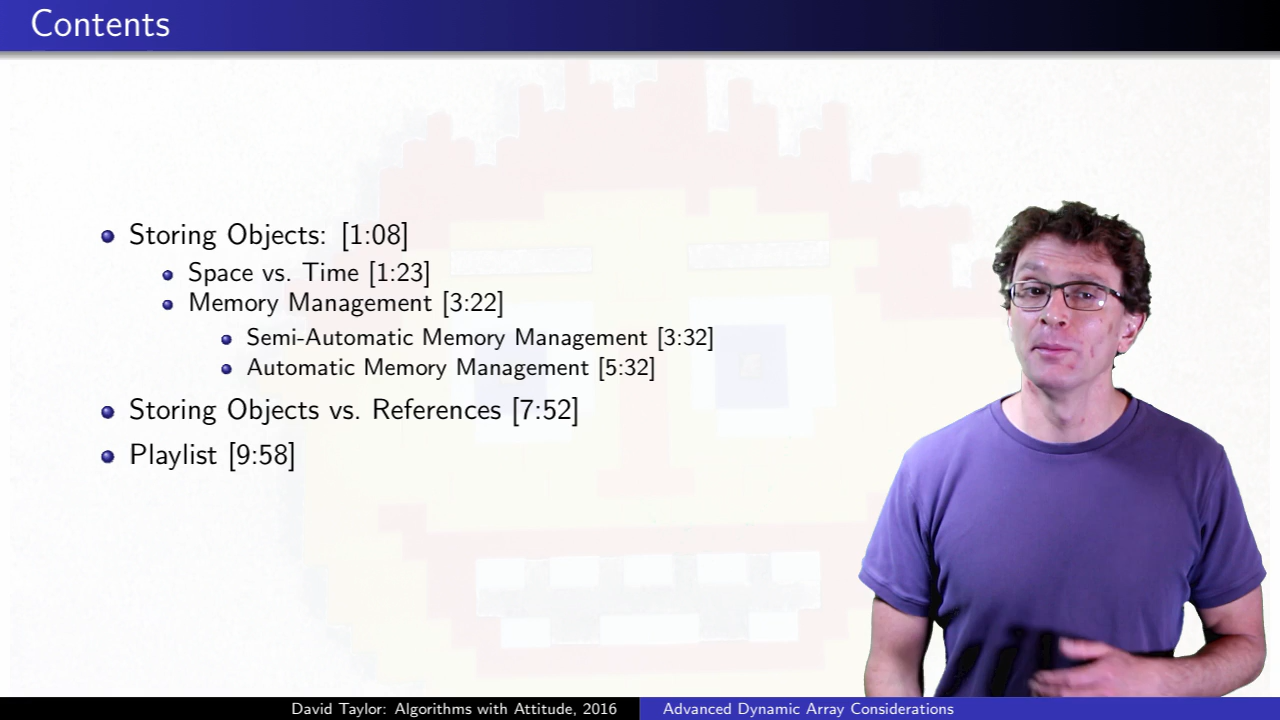 Contents
Storing Objects: [1:08]
Space vs. Time [1:23]
Memory Management [3:22]
Semi-Automatic Memory Management [3:32]
Automatic Memory Management [5:32]
Storing Objects vs. References [7:52]
Playlist [9:58]
David Taylor: Algorithms with Attitude, 2016
Advanced Dynamic Array Considerations